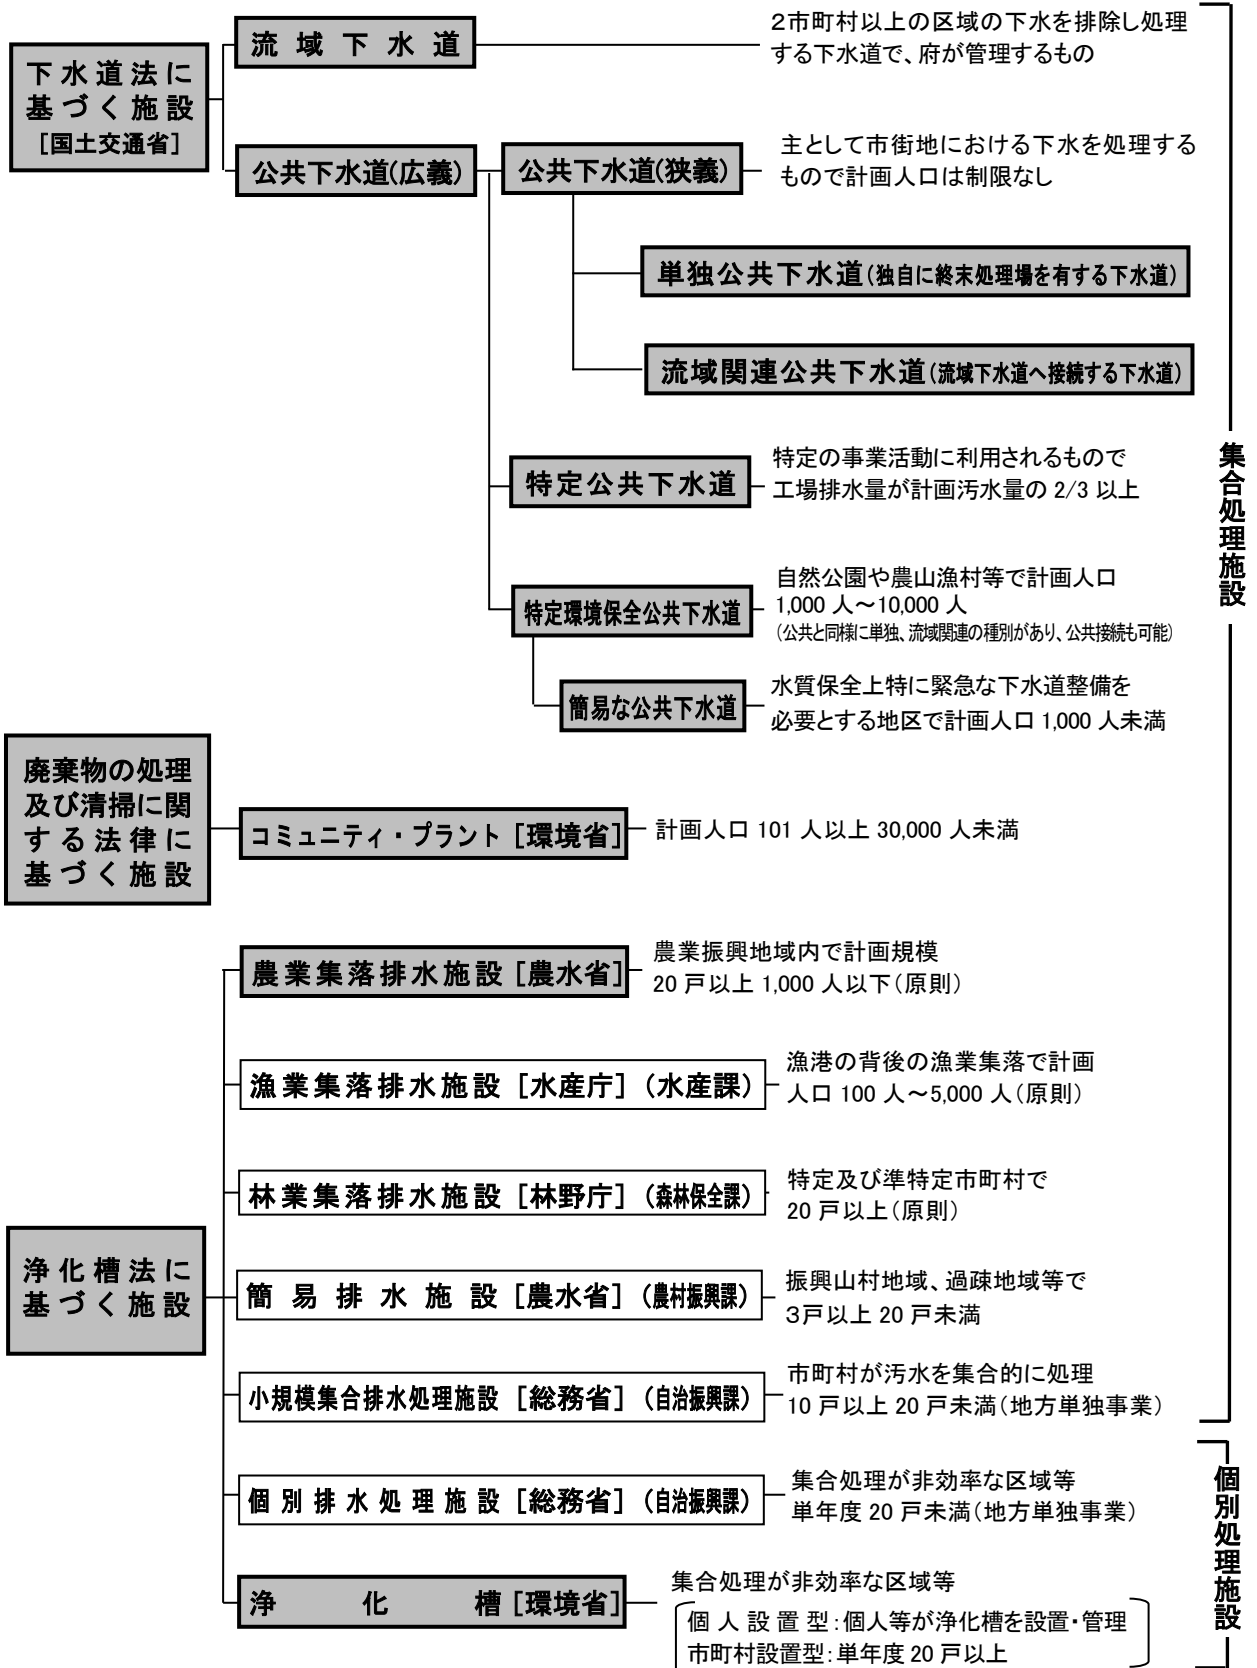 下水道法に
基づく施設
［国土交通省］
流域下水道
２市町村以上の区域の下水を排除し処理
する下水道で、府が管理するもの
公共下水道(広義)
公共下水道(狭義)
主として市街地における下水を処理する
もので計画人口は制限なし
単独公共下水道(独自に終末処理場を有する下水道)
流域関連公共下水道(流域下水道へ接続する下水道)
特定公共下水道
特定の事業活動に利用されるもので
工場排水量が計画汚水量の 2/3 以上
特定環境保全公共下水道
自然公園や農山漁村等で計画人口
1,000 人～10,000 人
(公共と同様に単独、流域関連の種別があり、公共接続も可能)
簡易な公共下水道
水質保全上特に緊急な下水道整備を
必要とする地区で計画人口 1,000 人未満
廃棄物の処理
及び清掃に関
する法律に
基づく施設
コミュニティ・プラント［環境省］
計画人口 101 人以上 30,000 人未満
浄化槽法に
基づく施設
農業集落排水施設［農水省］
農業振興地域内で計画規模
20 戸以上 1,000 人以下（原則）
漁業集落排水施設［水産庁］（水産課）
漁港の背後の漁業集落で計画
人口 100 人～5,000 人（原則）
林業集落排水施設［林野庁］（森林保全課）
特定及び準特定市町村で
20 戸以上（原則）
簡易排水施設［農水省］（農村振興課）
振興山村地域、過疎地域等で
３戸以上 20 戸未満
小規模集合排水処理施設［総務省］（自治振興課）
市町村が汚水を集合的に処理
10 戸以上 20 戸未満（地方単独事業）
個別排水処理施設［総務省］（自治振興課）
集合処理が非効率な区域等
単年度 20 戸未満（地方単独事業）
浄化槽［環境省］
集合処理が非効率な区域等
個人設置型：個人等が浄化槽を設置・管理
市町村設置型：単年度 20 戸以上
集合処理施設
個別処理施設